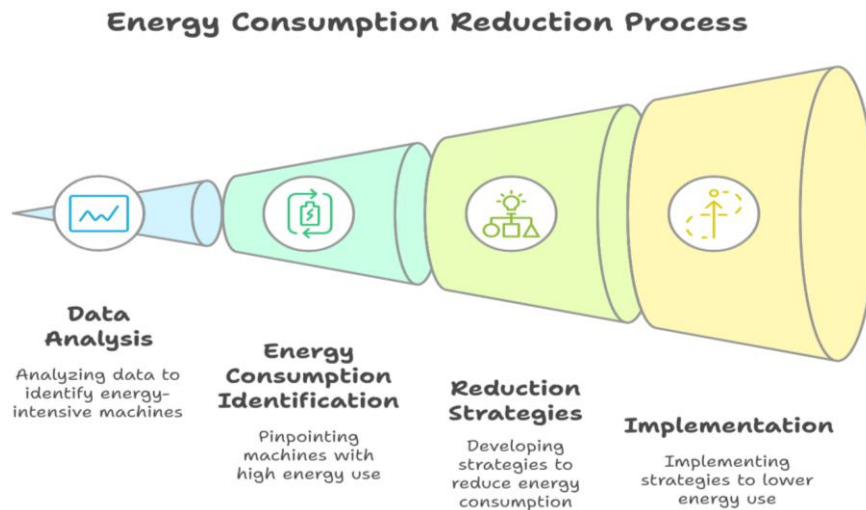 Energy Consumption Reduction Process
Data
Analysis
Analyzing data to
identify energy-
intensive machines
Energy
Consumption
Identification
Pinpointing
machines with
high energy use
Reduction
Strategies
Developing
strategies to
reduce energy
consumption
Implementation
Implementing
strategies to lower
energy use